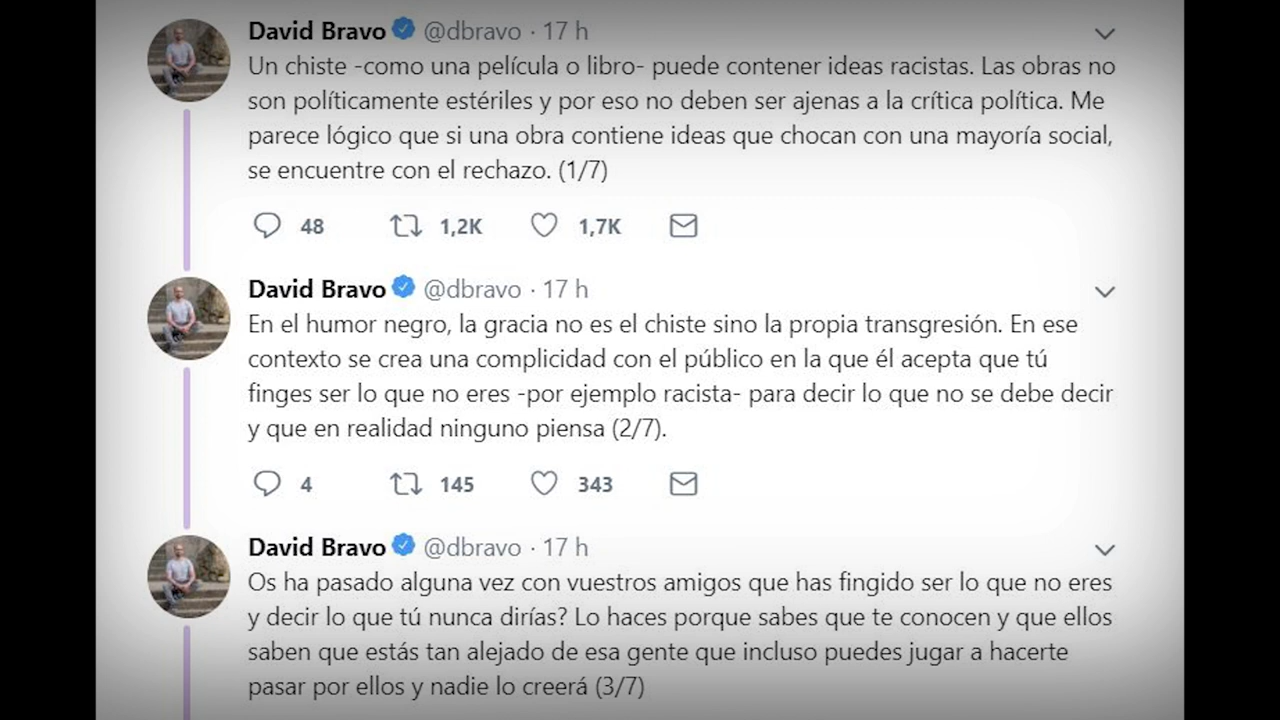 David Bravo @dbravo · 17 h
Un chiste -como una película o libro- puede contener ideas racistas. Las obras no
son políticamente estériles y por eso no deben ser ajenas a la crítica política. Me
parece lógico que si una obra contiene ideas que chocan con una mayoría social,
se encuentre con el rechazo. (1/7)
48 1,2K 1,7K
David Bravo @dbravo · 17 h
En el humor negro, la gracia no es el chiste sino la propia transgresión. En ese
contexto se crea una complicidad con el público en la que él acepta que tú
finges ser lo que no eres -por ejemplo racista- para decir lo que no se debe decir
y que en realidad ninguno piensa (2/7).
4 145 343
David Bravo @dbravo · 17 h
Os ha pasado alguna vez con vuestros amigos que has fingido ser lo que no eres
y decir lo que tú nunca dirías? Lo haces porque sabes que te conocen y que ellos
saben que estás tan alejado de esa gente que incluso puedes jugar a hacerte
pasar por ellos y nadie lo creerá (3/7)